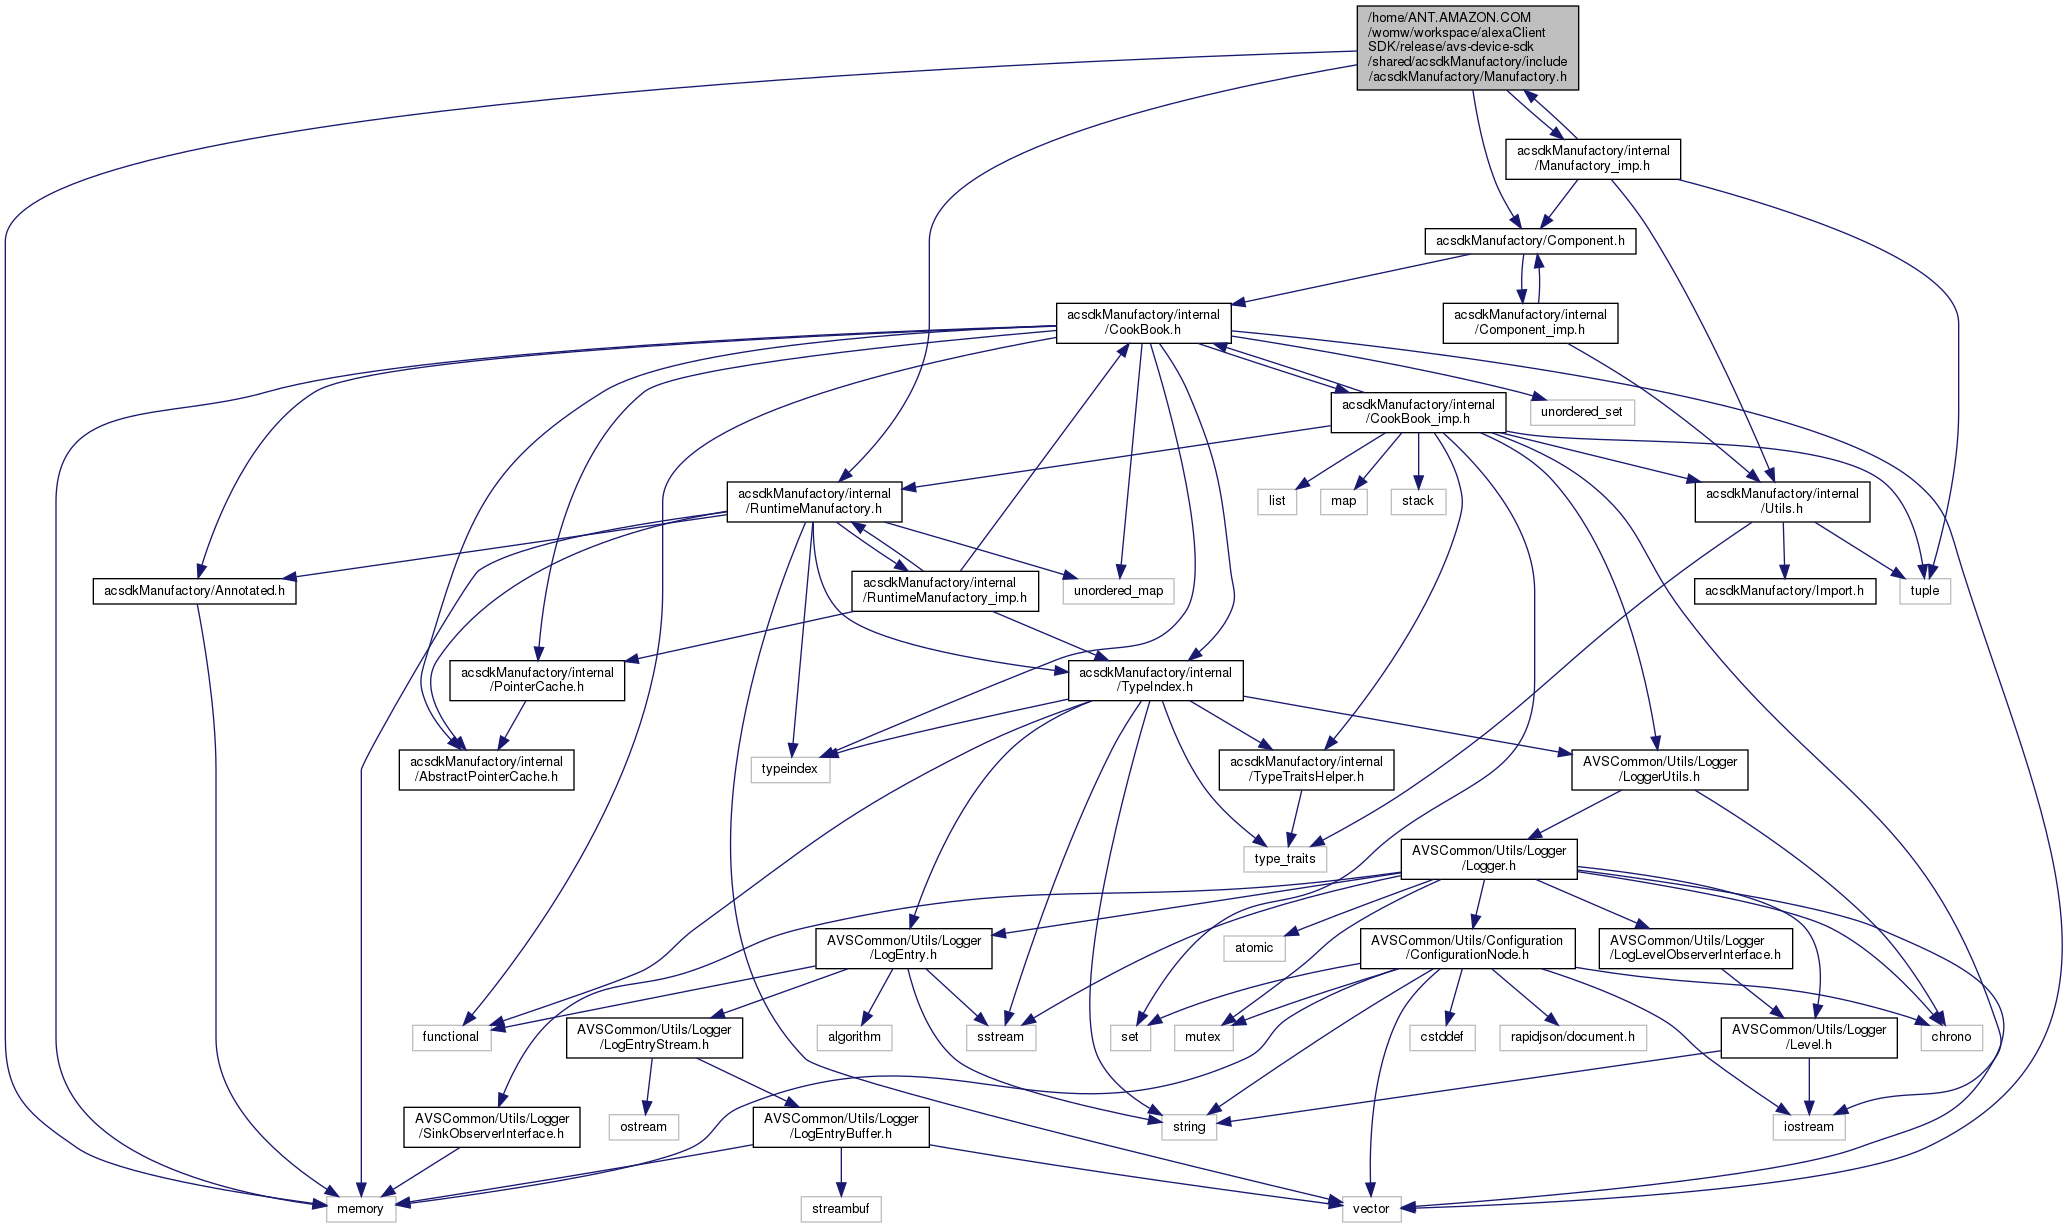 /home/ANT.AMAZON.COM
/womw/workspace/alexaClient
SDK/release/avs-device-sdk
/shared/acsdkManufactory/include
/acsdkManufactory/Manufactory.h
acsdkManufactory/internal
/Manufactory_imp.h
acsdkManufactory/Component.h
acsdkManufactory/internal
/CookBook.h
acsdkManufactory/internal
/Component_imp.h
acsdkManufactory/internal
/CookBook_imp.h
unordered_set
acsdkManufactory/internal
/RuntimeManufactory.h
list
map
stack
acsdkManufactory/internal
/Utils.h
acsdkManufactory/Annotated.h
acsdkManufactory/internal
/RuntimeManufactory_imp.h
unordered_map
acsdkManufactory/Import.h
tuple
acsdkManufactory/internal
/PointerCache.h
acsdkManufactory/internal
/TypeIndex.h
acsdkManufactory/internal
/AbstractPointerCache.h
typeindex
acsdkManufactory/internal
/TypeTraitsHelper.h
AVSCommon/Utils/Logger
/LoggerUtils.h
type_traits
AVSCommon/Utils/Logger
/Logger.h
AVSCommon/Utils/Logger
/LogEntry.h
atomic
AVSCommon/Utils/Configuration
/ConfigurationNode.h
AVSCommon/Utils/Logger
/LogLevelObserverInterface.h
functional
AVSCommon/Utils/Logger
/LogEntryStream.h
algorithm
sstream
set
mutex
cstddef
rapidjson/document.h
AVSCommon/Utils/Logger
/Level.h
chrono
AVSCommon/Utils/Logger
/SinkObserverInterface.h
ostream
AVSCommon/Utils/Logger
/LogEntryBuffer.h
string
iostream
memory
streambuf
vector